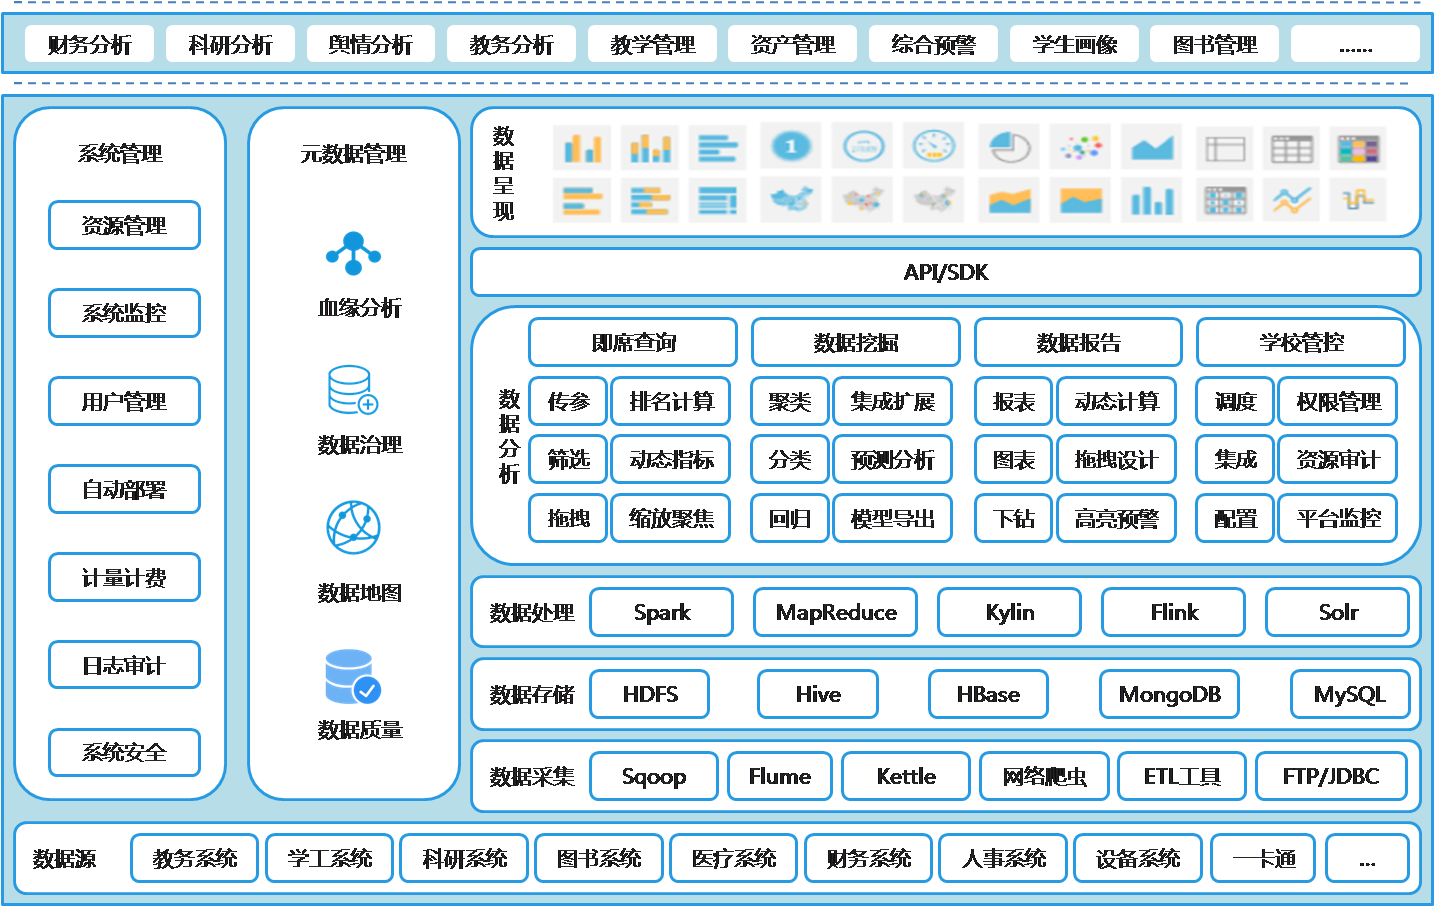 财务分析 科研分析 舆情分析 教务分析 教学管理 资产管理 综合预警 学生画像 图书管理 ......
系统管理
资源管理
系统监控
用户管理
自动部署
计量计费
日志审计
系统安全
元数据管理
血缘分析
数据治理
数据地图
数据质量
数据呈现
1
API/SDK
数据分析
即席查询 数据挖掘 数据报告 学校管控
传参 排名计算 聚类 集成扩展 报表 动态计算 调度 权限管理
筛选 动态指标 分类 预测分析 图表 拖拽设计 集成 资源审计
拖拽 缩放聚焦 回归 模型导出 下钻 高亮预警 配置 平台监控
数据处理 Spark MapReduce Kylin Flink Solr
数据存储 HDFS Hive HBase MongoDB MySQL
数据采集 Sqoop Flume Kettle 网络爬虫 ETL工具 FTP/JDBC
数据源 教务系统 学工系统 科研系统 图书系统 医疗系统 财务系统 人事系统 设备系统 一卡通 ...